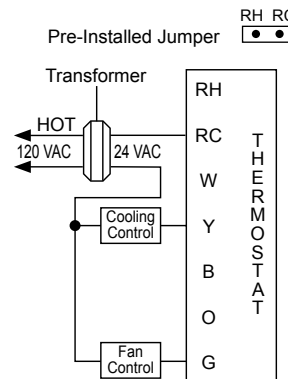 RH RC
Pre-Installed Jumper
Transformer
HOT
120 VAC
24 VAC
RH
RC
W
Cooling
Control
Y
B
O
Fan
Control
G
THERMOSTAT